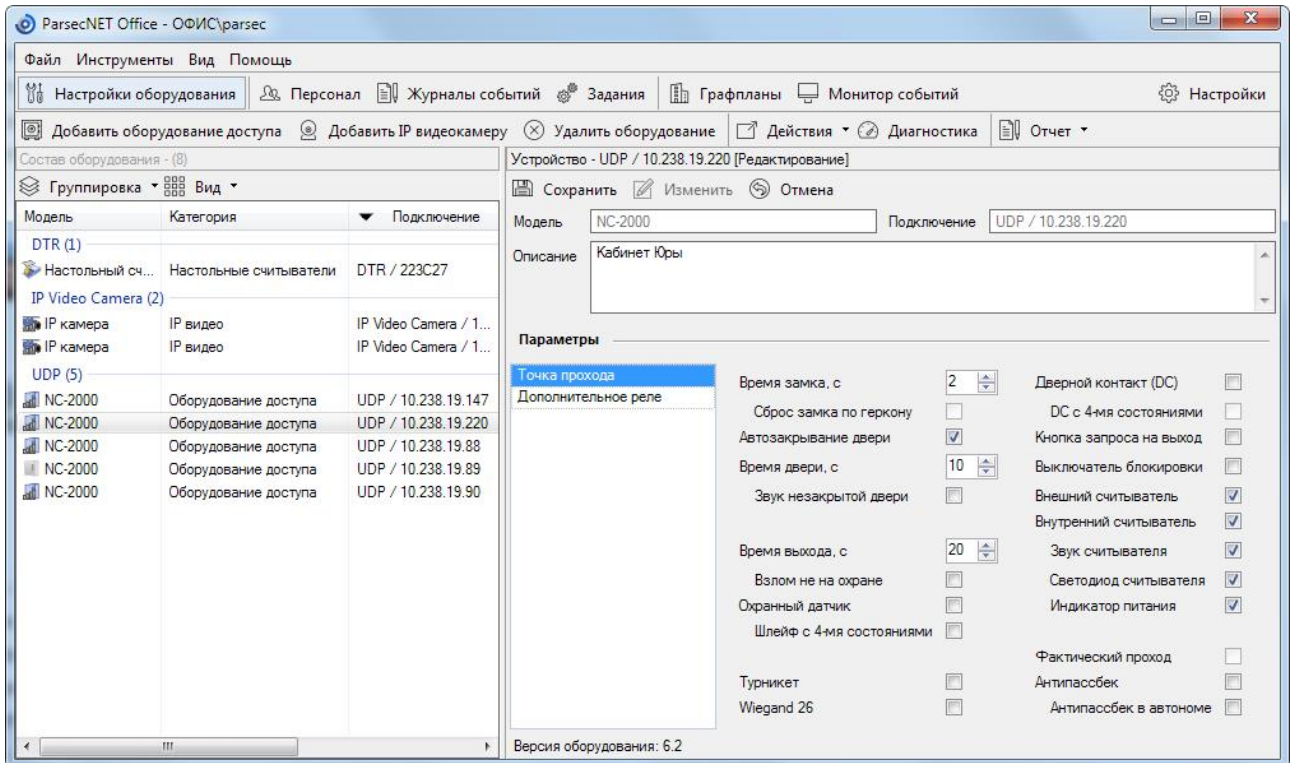 ParsecNET Office - ОФИС\parsec
Файл Инструменты Вид Помощь
Настройки оборудования Персонал Журналы событий Задания Графпланы Монитор событий Настройки
Добавить оборудование доступа Добавить IP видеокамеру Удалить оборудование Действия Диагностика Отчет
Состав оборудования - (8)
Группировка Вид
Модель Категория Подключение
DTR (1)
Настольный сч... Настольные считыватели DTR / 223C27
IP Video Camera (2)
IP камера IP видео IP Video Camera / 1...
IP камера IP видео IP Video Camera / 1...
UDP (5)
NC-2000 Оборудование доступа UDP / 10.238.19.147
NC-2000 Оборудование доступа UDP / 10.238.19.220
NC-2000 Оборудование доступа UDP / 10.238.19.88
NC-2000 Оборудование доступа UDP / 10.238.19.89
NC-2000 Оборудование доступа UDP / 10.238.19.90
Устройство - UDP / 10.238.19.220 [Редактирование]
Сохранить Изменить Отмена
Модель NC-2000 Подключение UDP / 10.238.19.220
Описание Кабинет Юры
Параметры
Точка прохода
Дополнительное реле
Время замка, с 2 Дверной контакт (DC)
Сброс замка по геркону DC с 4-мя состояниями
Автозакрывание двери Кнопка запроса на выход
Время двери, с 10 Выключатель блокировки
Звук незакрытой двери Внешний считыватель
Внутренний считыватель
Время выхода, с 20 Звук считывателя
Взлом не на охране Светодиод считывателя
Охранный датчик Индикатор питания
Шлейф с 4-мя состояниями
Фактический проход
Турникет Антипассбек
Wiegand 26 Антипассбек в автономе
Версия оборудования: 6.2